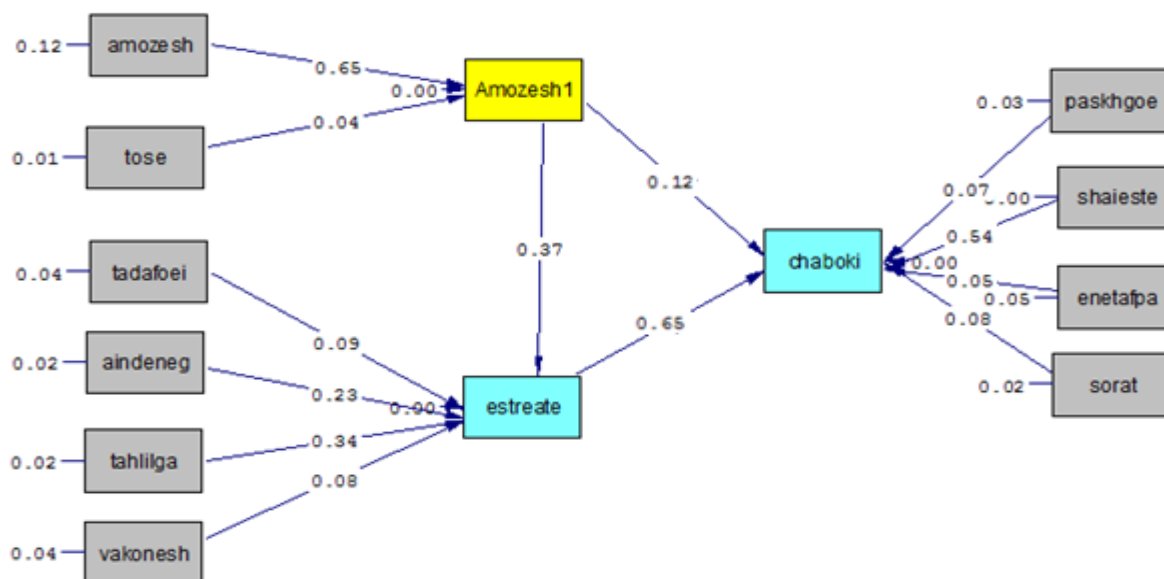 0.12
amozesh
0.65
0.00
Amozesh1
0.04
0.01
tose
0.12
0.37
0.04
tadafoei
0.09
0.02
aindeneg
0.23
0.00
estreate
0.65
0.02
tahlilga
0.34
0.08
0.04
vakonesh
chaboki
0.03
paskhgoe
0.07
0.00
shaieste
0.54
0.00
0.05
0.05
enetafpa
0.08
0.02
sorat